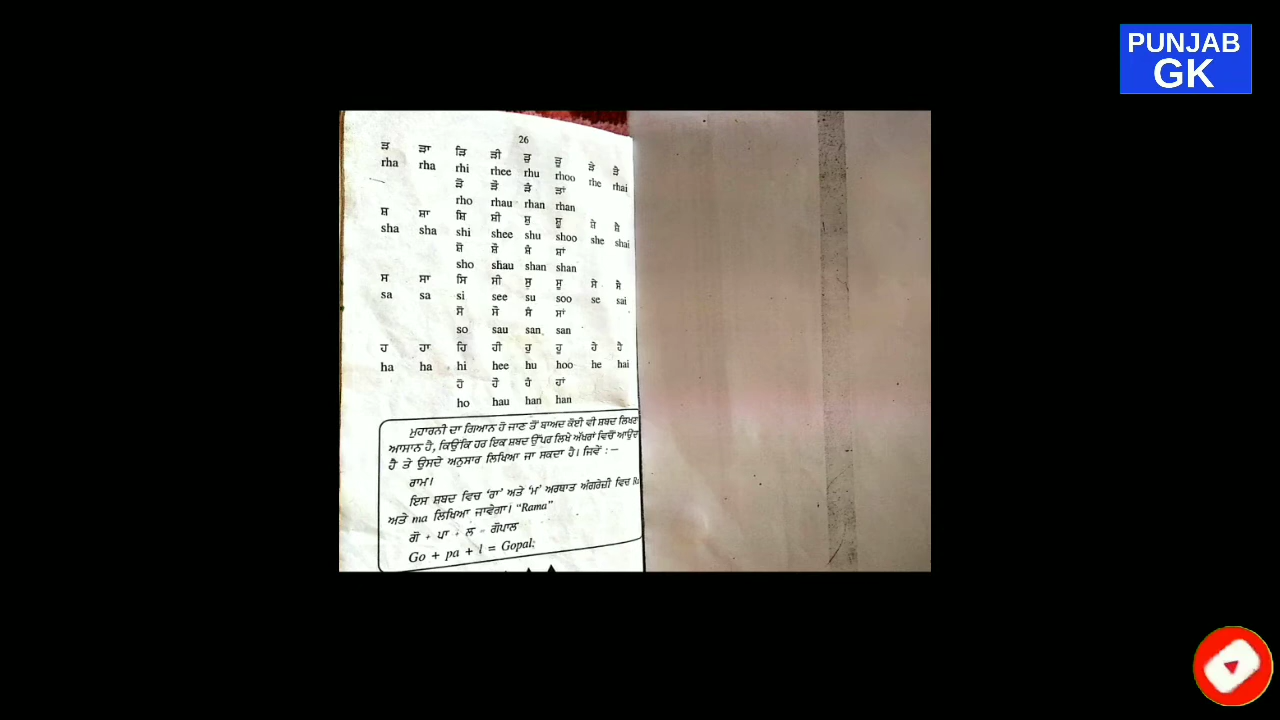 PUNJAB
GK
26
ੜ ੜਾ ੜਿ ੜੀ ੜੁ ੜੂ ੜੇ ੜੈ
rha rha rhi rhee rhu rhoo rhe rhai
ੜੋ ੜੌ ੜੰ ੜਾਂ
rho rhau rhan rhan
ਸ਼ ਸ਼ਾ ਸ਼ਿ ਸ਼ੀ ਸ਼ੁ ਸ਼ੂ ਸ਼ੇ ਸ਼ੈ
sha sha shi shee shu shoo she shai
ਸ਼ੋ ਸ਼ੌ ਸ਼ੰ ਸ਼ਾਂ
sho shau shan shan
ਸ ਸਾ ਸਿ ਸੀ ਸੁ ਸੂ ਸੇ ਸੈ
sa sa si see su soo se sai
ਸੋ ਸੌ ਸੰ ਸਾਂ
so sau san san
ਹ ਹਾ ਹਿ ਹੀ ਹੁ ਹੂ ਹੇ ਹੈ
ha ha hi hee hu hoo he hai
ਹੋ ਹੌ ਹੰ ਹਾਂ
ho hau han han
ਮੁਹਾਰਨੀ ਦਾ ਗਿਆਨ ਹੋ ਜਾਣ ਤੋਂ ਬਾਅਦ ਕੋਈ ਵੀ ਸ਼ਬਦ ਲਿਖਣਾ
ਆਸਾਨ ਹੈ, ਕਿਉਂਕਿ ਹਰ ਇਕ ਸ਼ਬਦ ਉੱਪਰ ਲਿਖੇ ਅੱਖਰਾਂ ਵਿਚੋਂ ਆਉਂਦਾ
ਹੈ ਤੇ ਉਸਦੇ ਅਨੁਸਾਰ ਲਿਖਿਆ ਜਾ ਸਕਦਾ ਹੈ। ਜਿਵੇਂ :–
ਰਾਮ।
ਇਸ ਸ਼ਬਦ ਵਿਚ ‘ਰਾ’ ਅਤੇ ‘ਮ’ ਅਰਥਾਤ ਅੰਗਰੇਜ਼ੀ ਵਿਚ Ra
ਅਤੇ ma ਲਿਖਿਆ ਜਾਵੇਗਾ। “Rama”
ਗੋ + ਪਾ + ਲ = ਗੋਪਾਲ
Go + pa + l = Gopal;